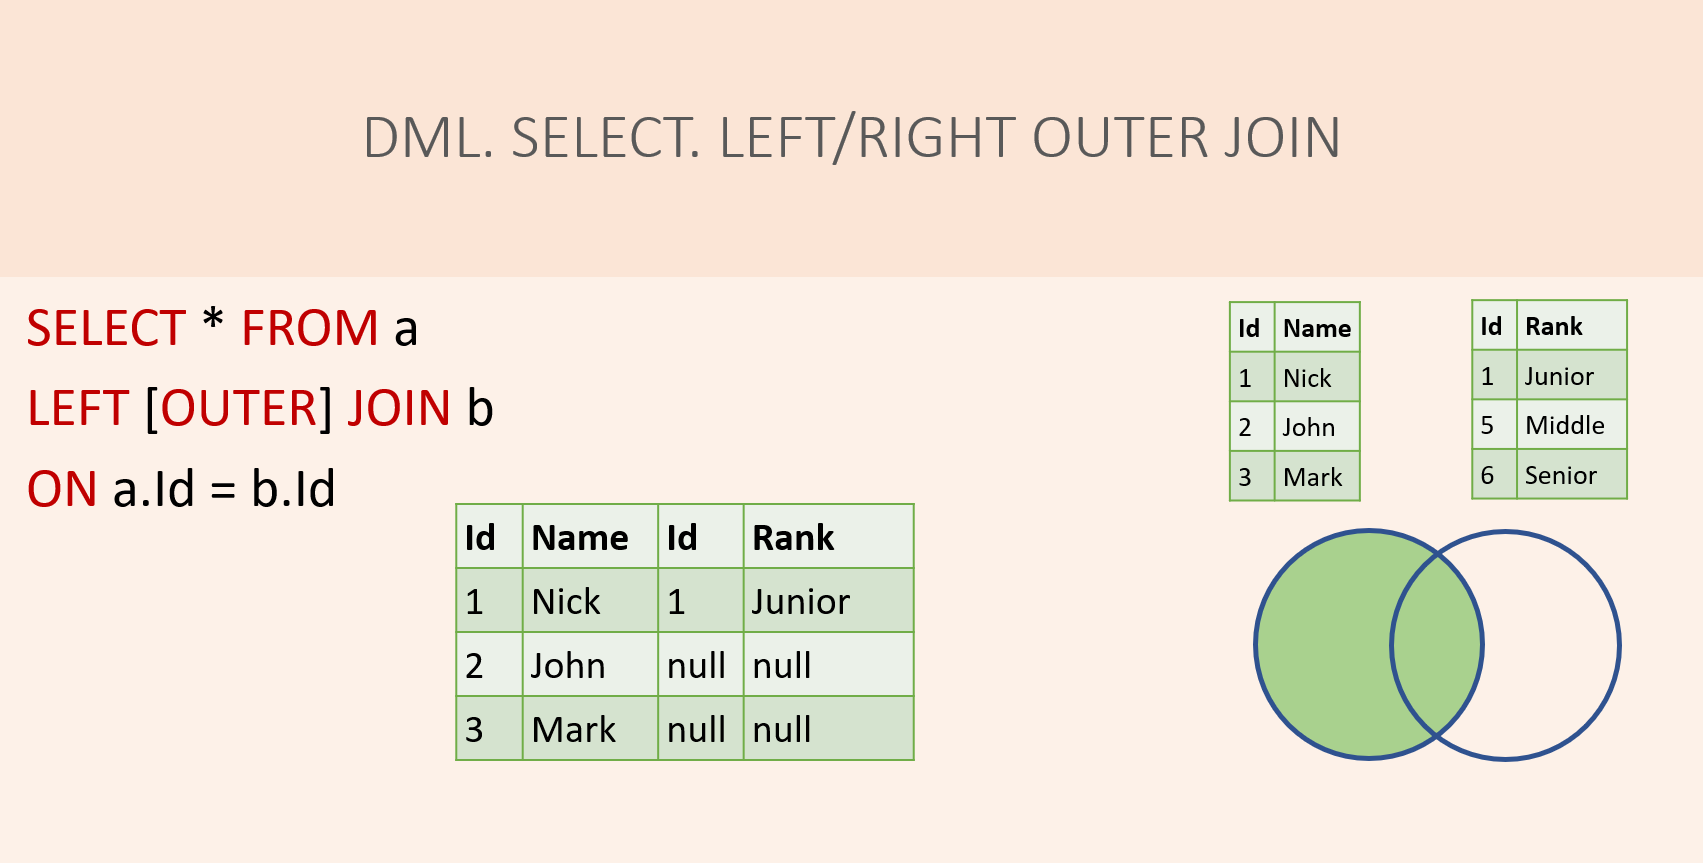 DML. SELECT. LEFT/RIGHT OUTER JOIN
SELECT * FROM a
LEFT [OUTER] JOIN b
ON a.Id = b.Id
Id Name Id Rank
1 Nick 1 Junior
2 John null null
3 Mark null null
Id Name
1 Nick
2 John
3 Mark
Id Rank
1 Junior
5 Middle
6 Senior